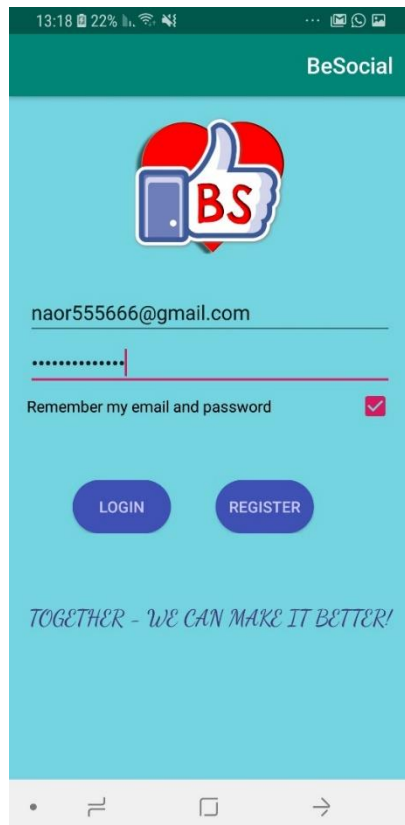 13:18 22%
BeSocial
BS
naor555666@gmail.com
••••••••••••••
Remember my email and password
LOGIN REGISTER
TOGETHER - WE CAN MAKE IT BETTER!